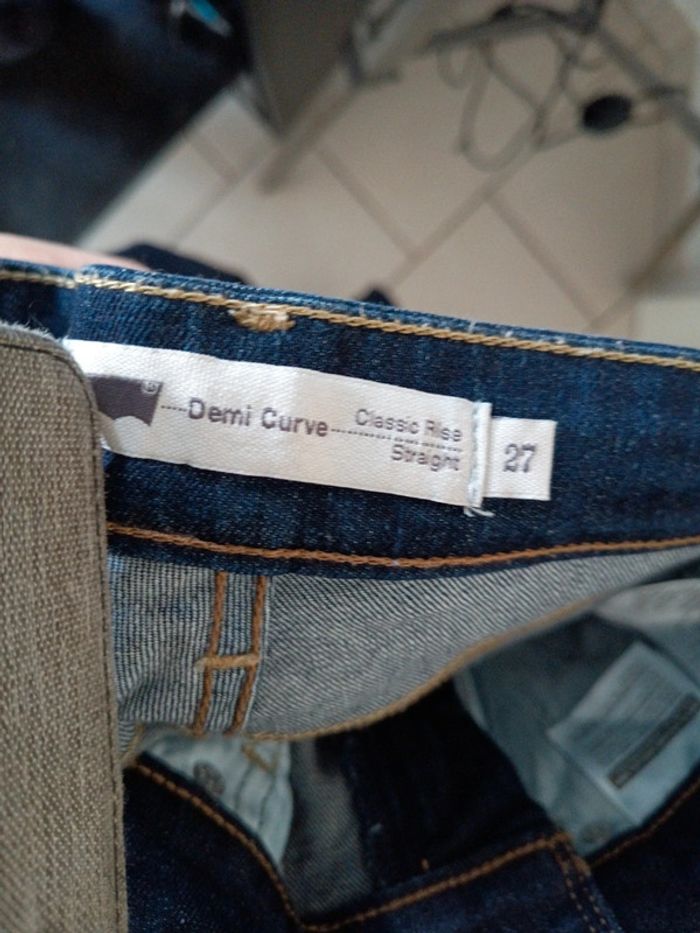 Demi Curve
Classic Rise
Straight
27